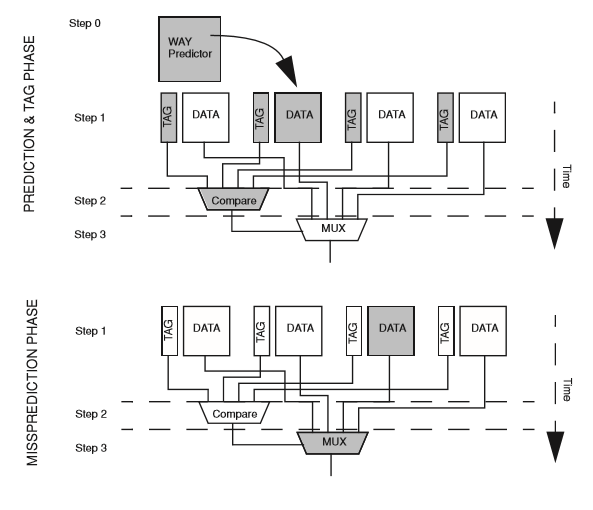 PREDICTION & TAG PHASE
Step 0
WAY
Predictor
Step 1
TAG DATA TAG DATA TAG DATA TAG DATA
Time
Step 2
Compare
Step 3
MUX
MISSPREDICTION PHASE
Step 1
TAG DATA TAG DATA TAG DATA TAG DATA
Time
Step 2
Compare
Step 3
MUX